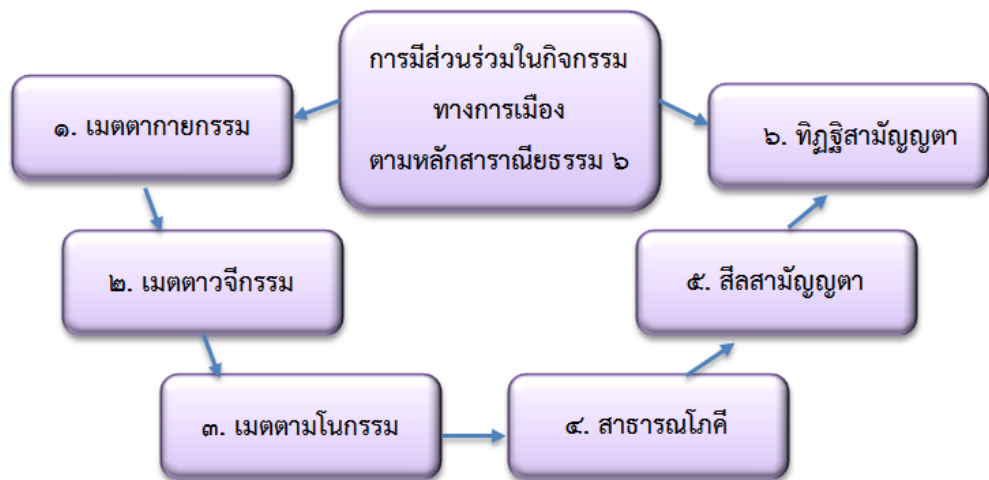 การมีส่วนร่วมในกิจกรรม
ทางการเมือง
ตามหลักสาราณียธรรม ๖
๑. เมตตากายกรรม
๒. เมตตาวจีกรรม
๓. เมตตามโนกรรม
๔. สาธารณโภคี
๕. สีลสามัญญตา
๖. ทิฏฐิสามัญญตา